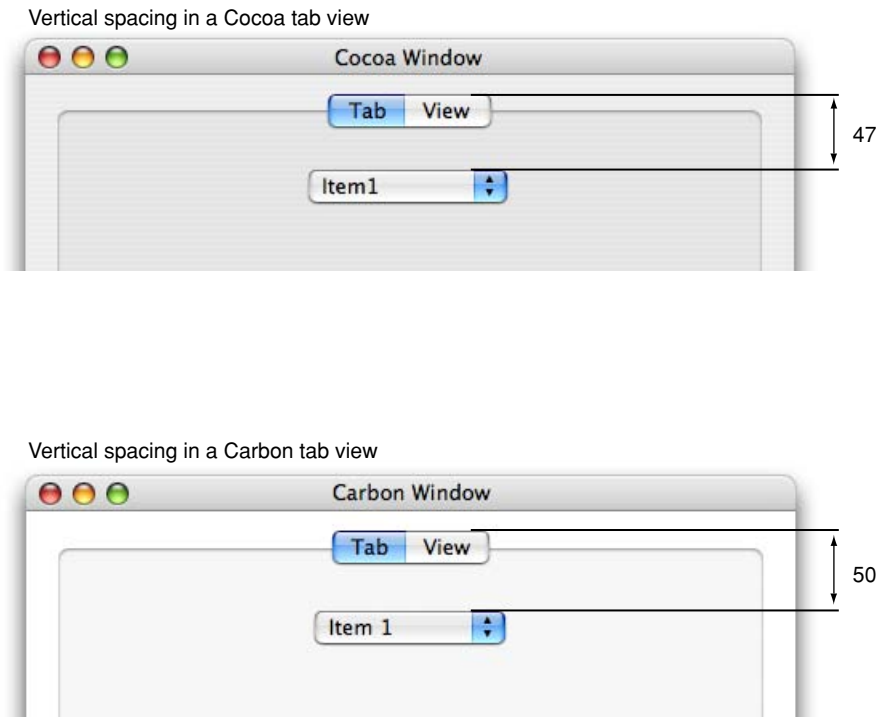 Vertical spacing in a Cocoa tab view
Cocoa Window
Tab View
47
Item1
Vertical spacing in a Carbon tab view
Carbon Window
Tab View
50
Item 1